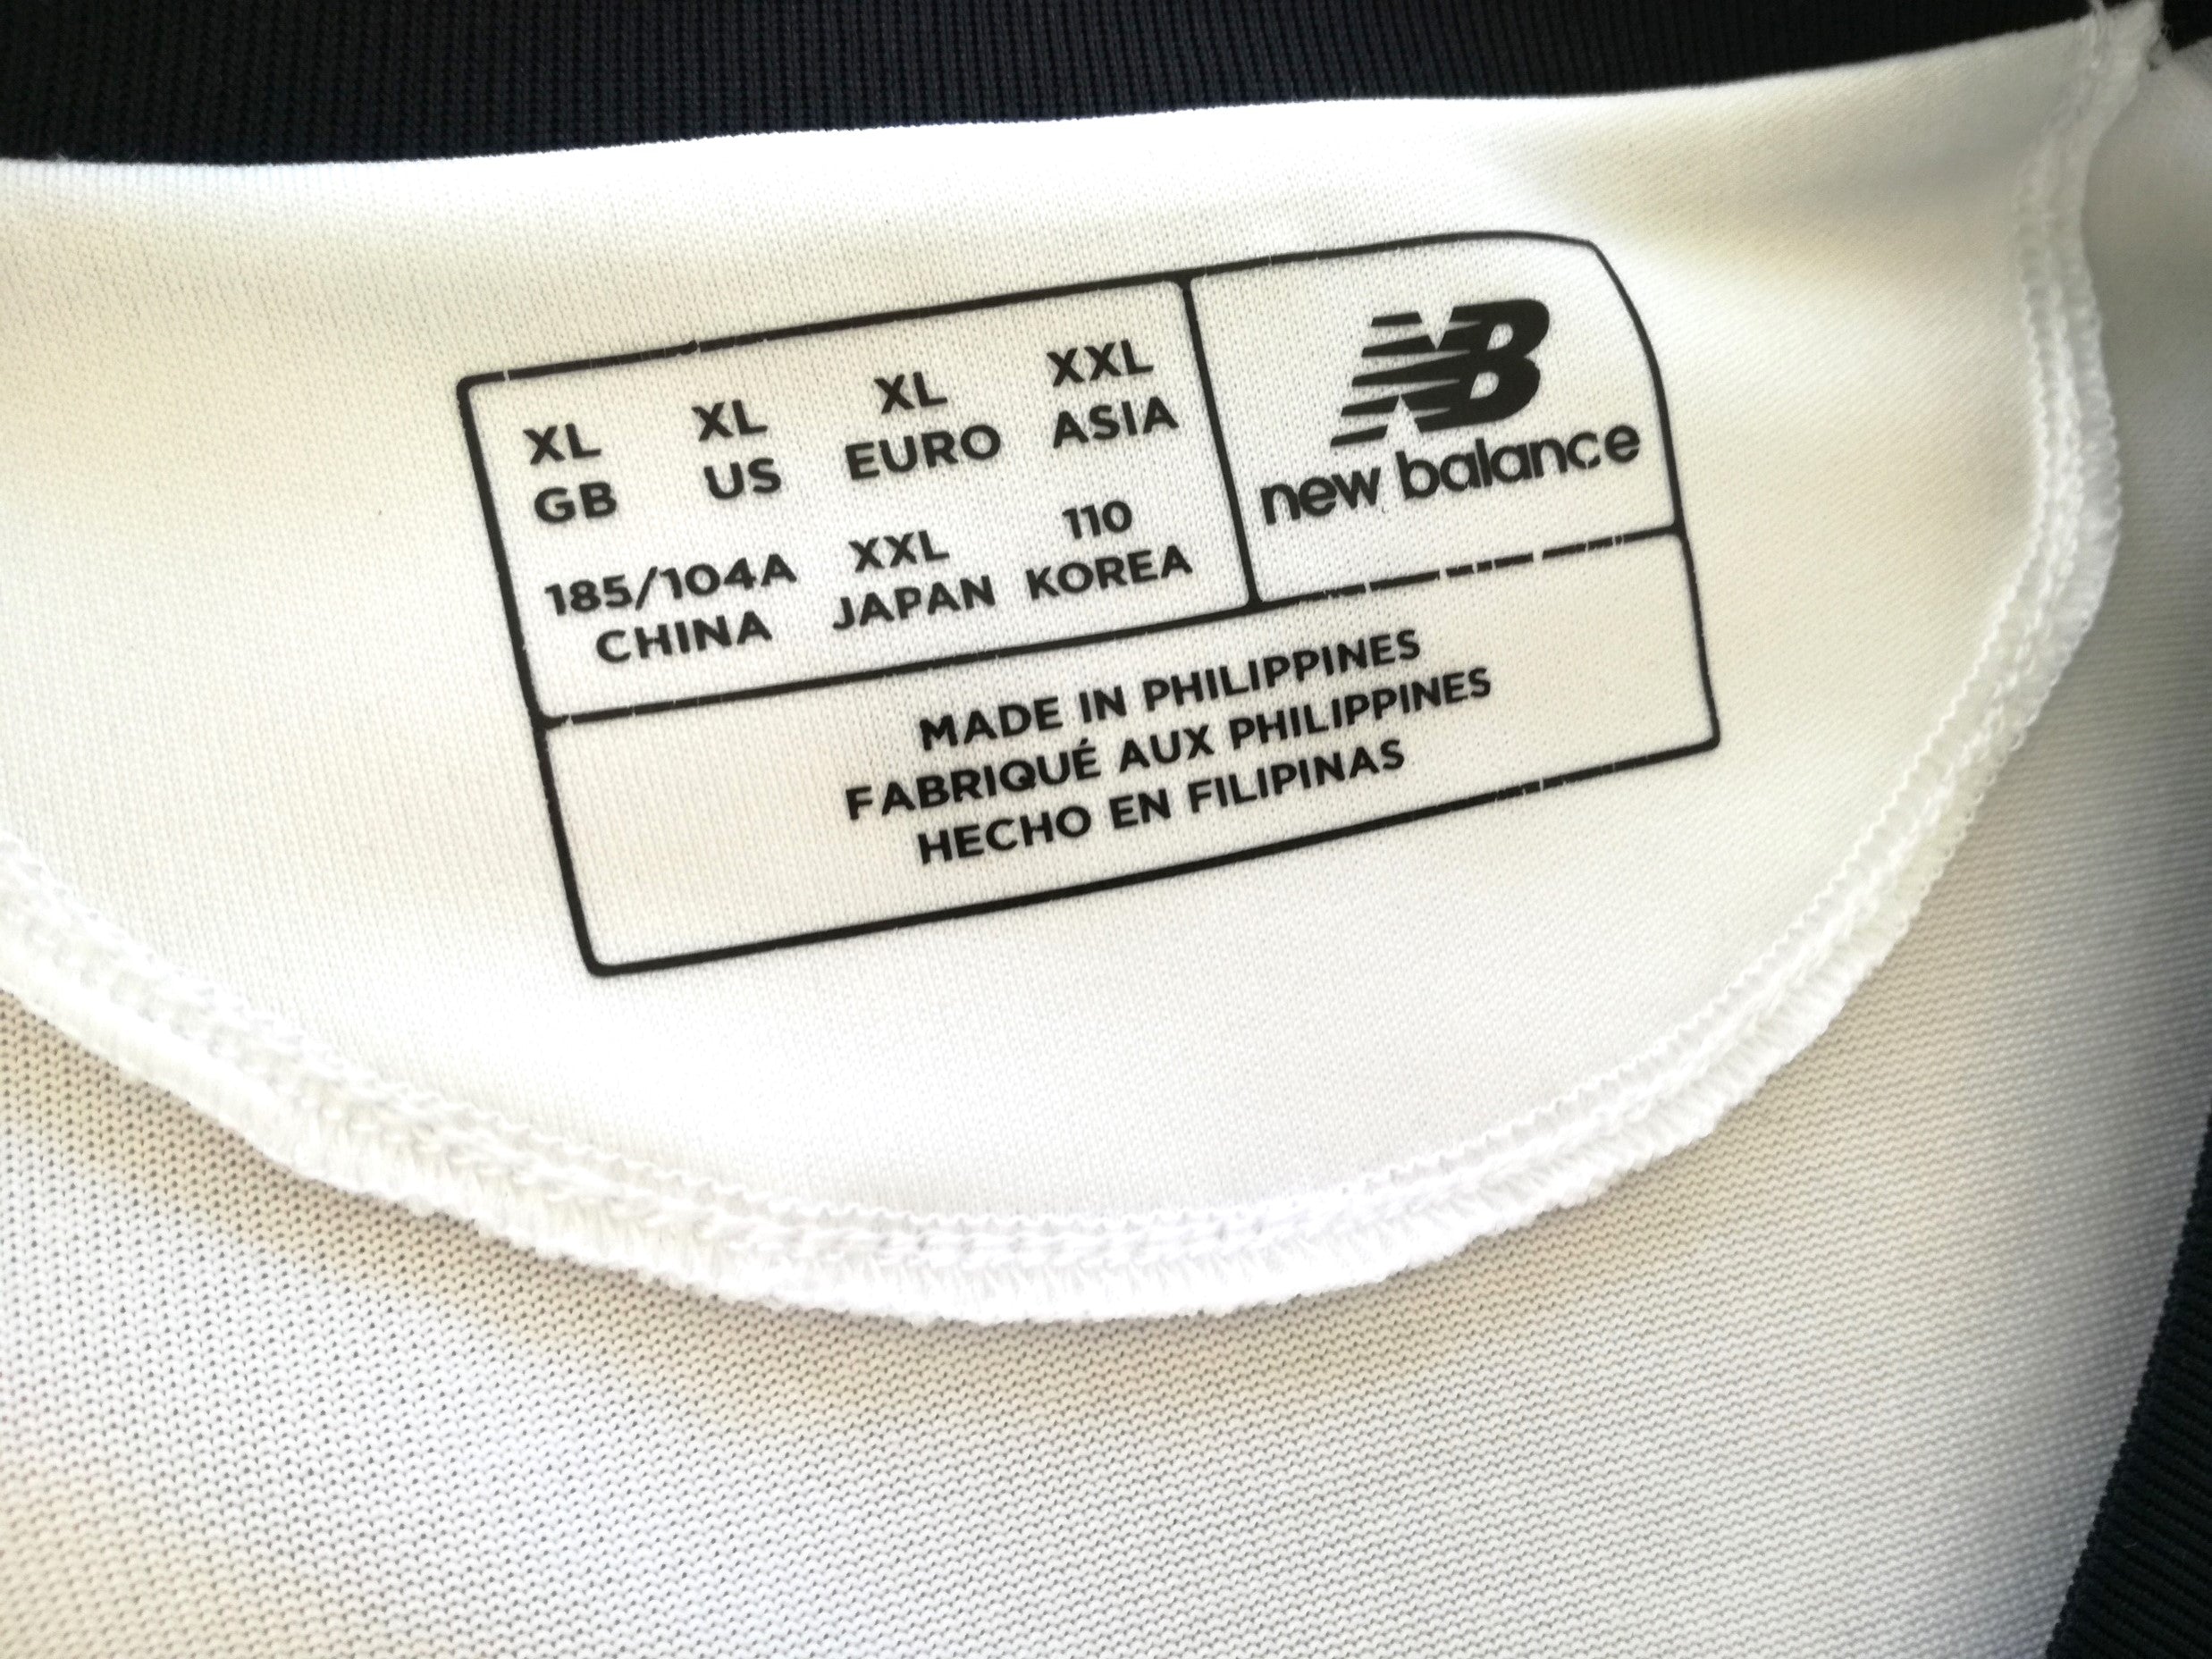 XL XL XL XXL
GB US EURO ASIA
185/104A XXL 110
CHINA JAPAN KOREA
NB
new balance
MADE IN PHILIPPINES
FABRIQUÉ AUX PHILIPPINES
HECHO EN FILIPINAS